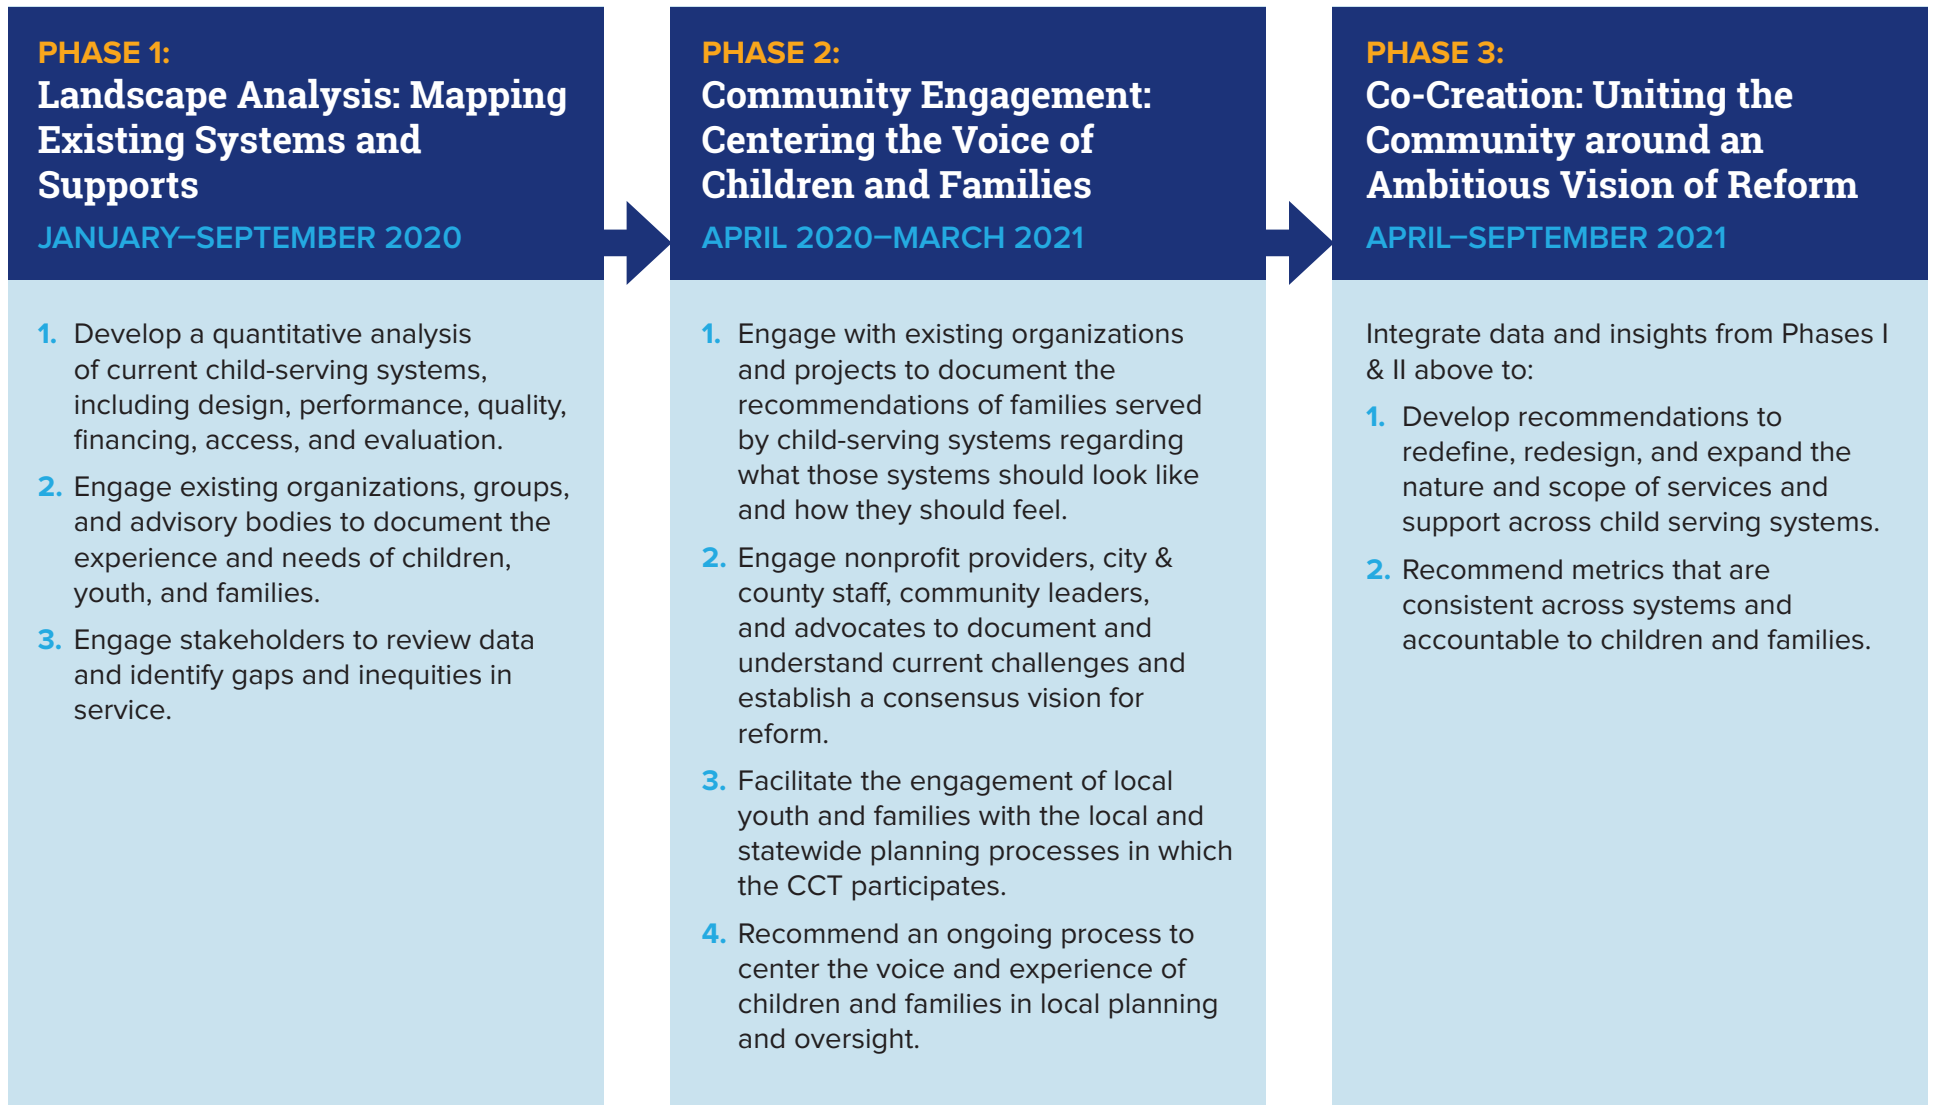 PHASE 1:
Landscape Analysis: Mapping
Existing Systems and
Supports
JANUARY–SEPTEMBER 2020
1. Develop a quantitative analysis
of current child-serving systems,
including design, performance, quality,
financing, access, and evaluation.
2. Engage existing organizations, groups,
and advisory bodies to document the
experience and needs of children,
youth, and families.
3. Engage stakeholders to review data
and identify gaps and inequities in
service.
PHASE 2:
Community Engagement:
Centering the Voice of
Children and Families
APRIL 2020–MARCH 2021
1. Engage with existing organizations
and projects to document the
recommendations of families served
by child-serving systems regarding
what those systems should look like
and how they should feel.
2. Engage nonprofit providers, city &
county staff, community leaders,
and advocates to document and
understand current challenges and
establish a consensus vision for
reform.
3. Facilitate the engagement of local
youth and families with the local and
statewide planning processes in which
the CCT participates.
4. Recommend an ongoing process to
center the voice and experience of
children and families in local planning
and oversight.
PHASE 3:
Co-Creation: Uniting the
Community around an
Ambitious Vision of Reform
APRIL–SEPTEMBER 2021
Integrate data and insights from Phases I
& II above to:
1. Develop recommendations to
redefine, redesign, and expand the
nature and scope of services and
support across child serving systems.
2. Recommend metrics that are
consistent across systems and
accountable to children and families.